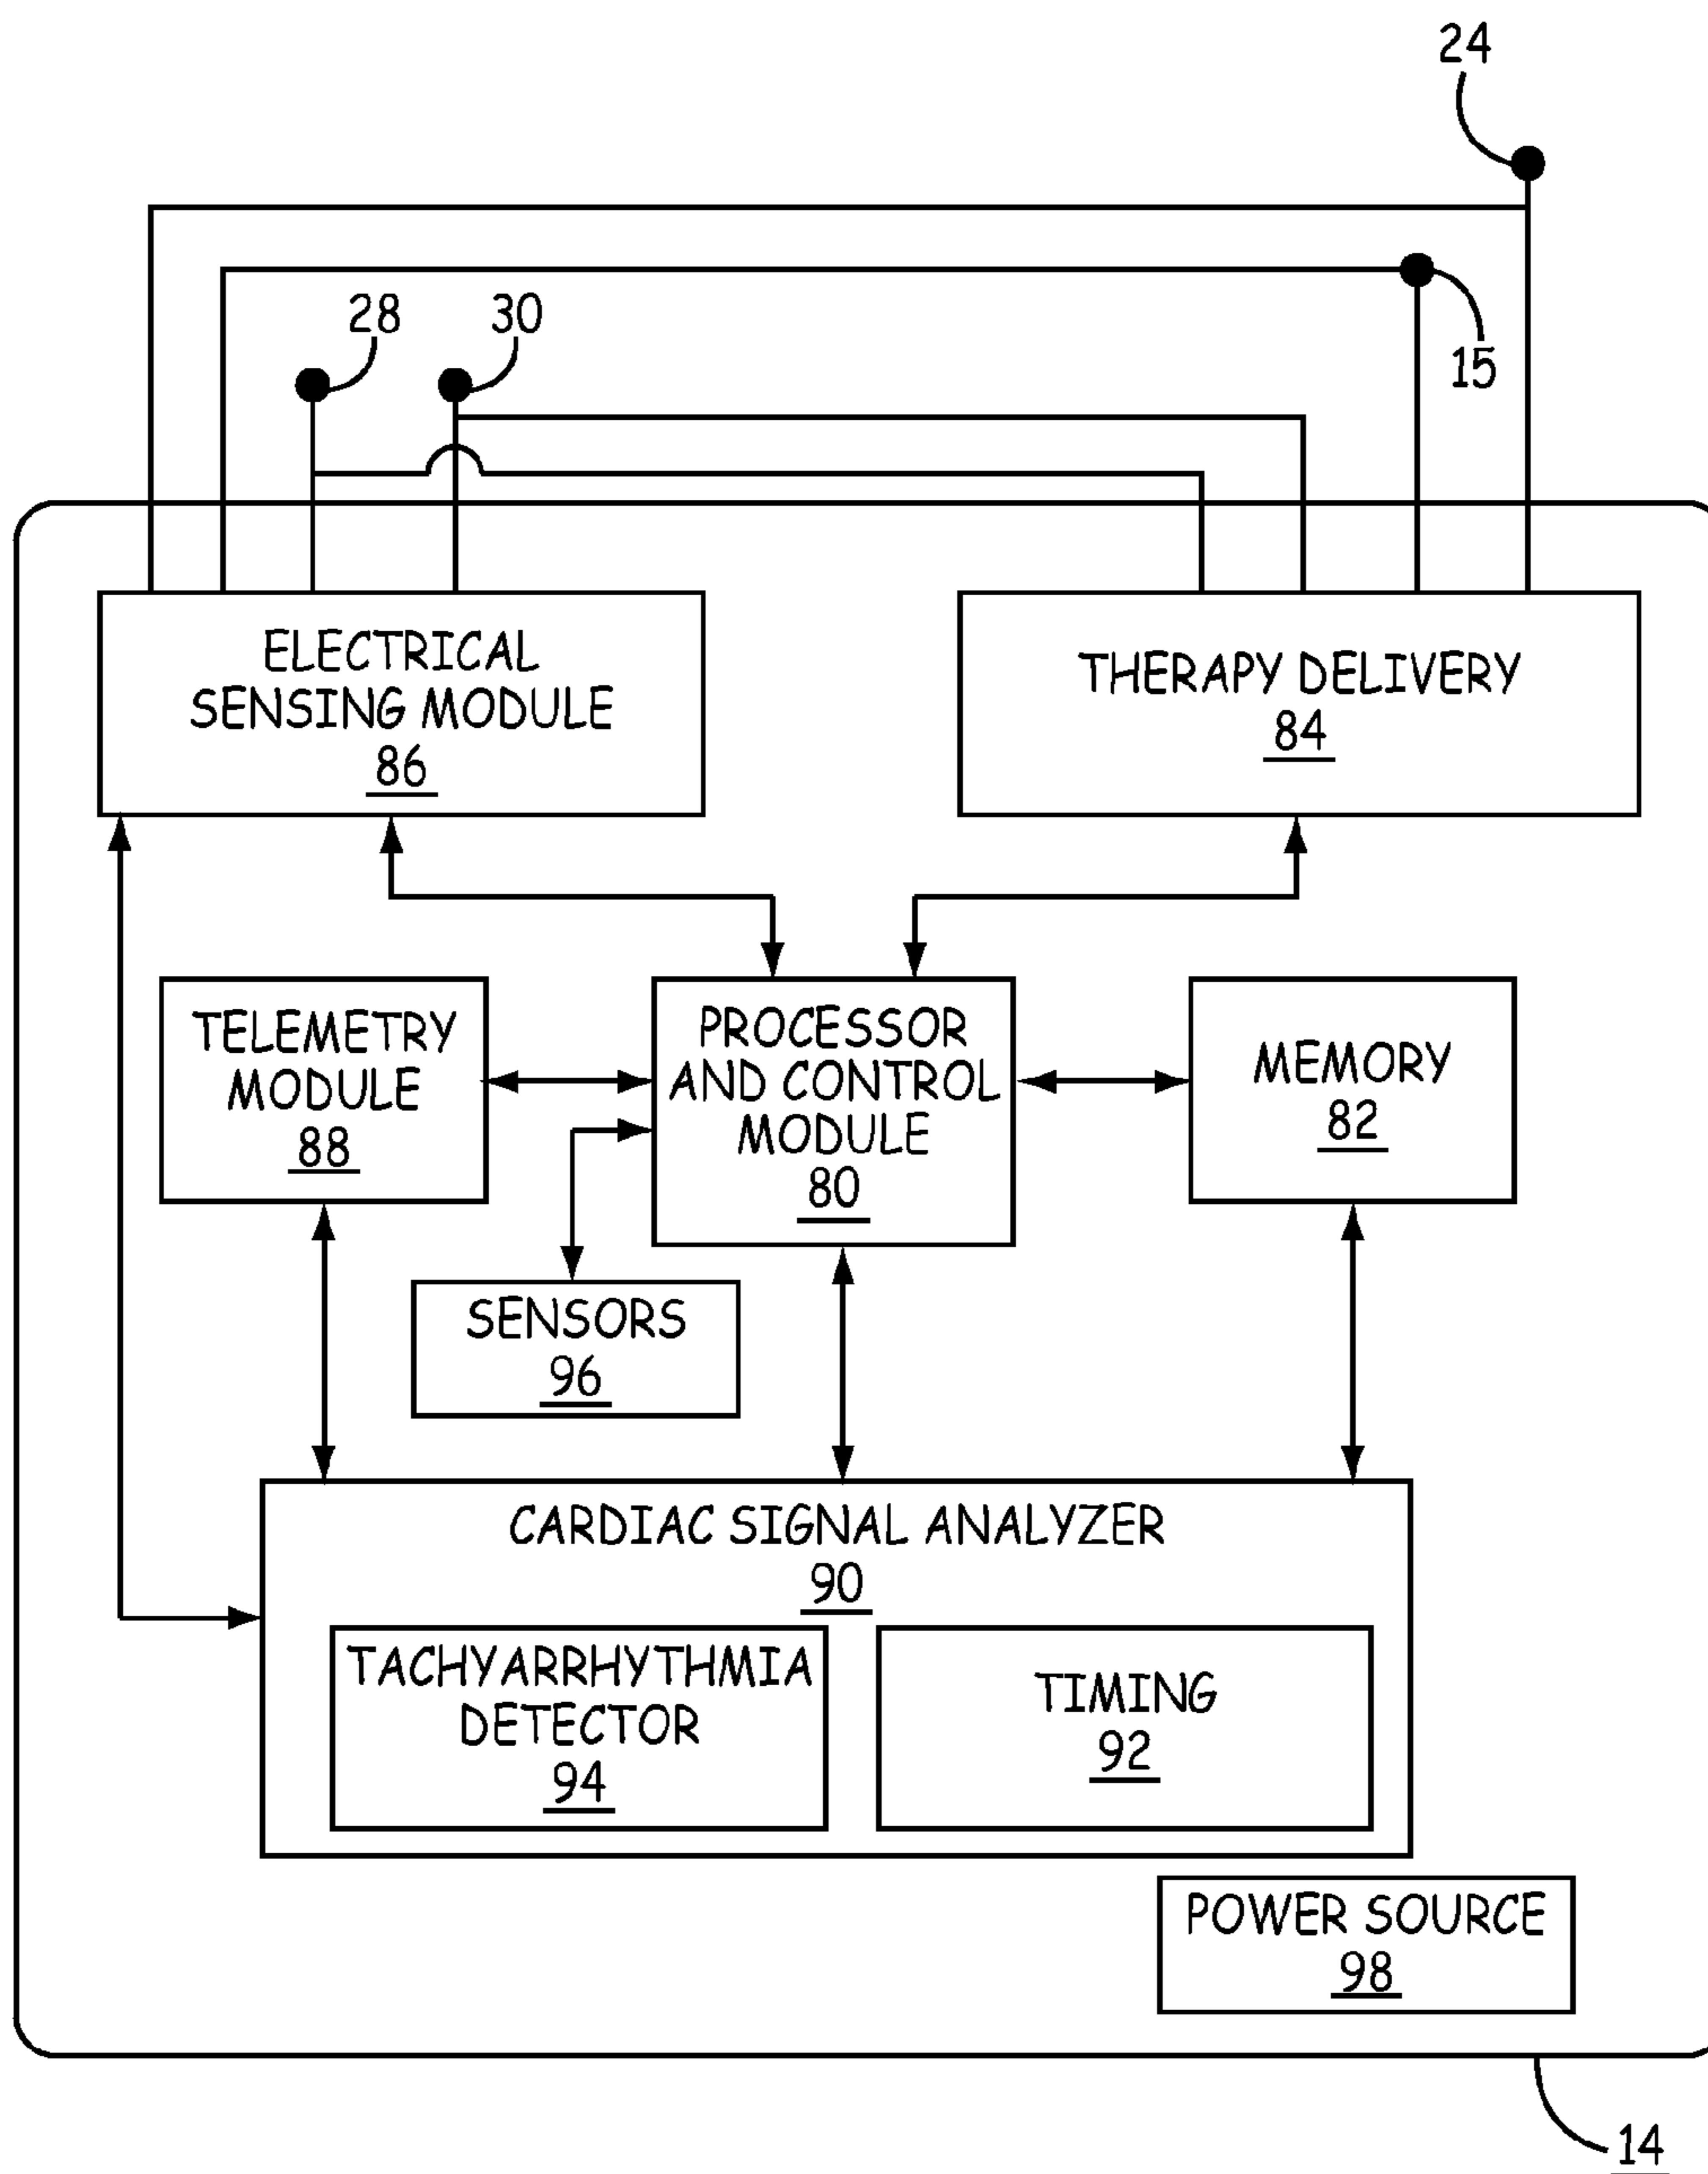 24
28
30
15
ELECTRICAL
SENSING MODULE
86
THERAPY DELIVERY
84
TELEMETRY
MODULE
88
PROCESSOR
AND CONTROL
MODULE
80
MEMORY
82
SENSORS
96
CARDIAC SIGNAL ANALYZER
90
TACHYARRHYTHMIA
DETECTOR
94
TIMING
92
POWER SOURCE
98
14